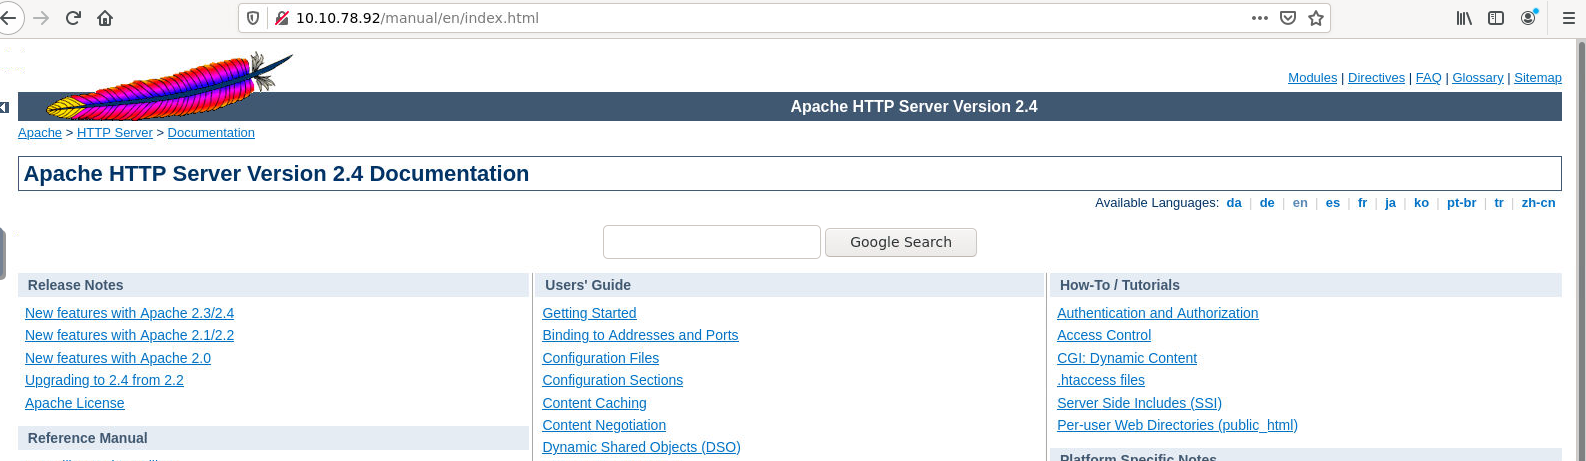 10.10.78.92/manual/en/index.html
Modules | Directives | FAQ | Glossary | Sitemap
Apache HTTP Server Version 2.4
Apache > HTTP Server > Documentation
Apache HTTP Server Version 2.4 Documentation
Available Languages: da | de | en | es | fr | ja | ko | pt-br | tr | zh-cn
Google Search
Release Notes
New features with Apache 2.3/2.4
New features with Apache 2.1/2.2
New features with Apache 2.0
Upgrading to 2.4 from 2.2
Apache License
Reference Manual
Users' Guide
Getting Started
Binding to Addresses and Ports
Configuration Files
Configuration Sections
Content Caching
Content Negotiation
Dynamic Shared Objects (DSO)
How-To / Tutorials
Authentication and Authorization
Access Control
CGI: Dynamic Content
.htaccess files
Server Side Includes (SSI)
Per-user Web Directories (public_html)
Platform Specific Notes